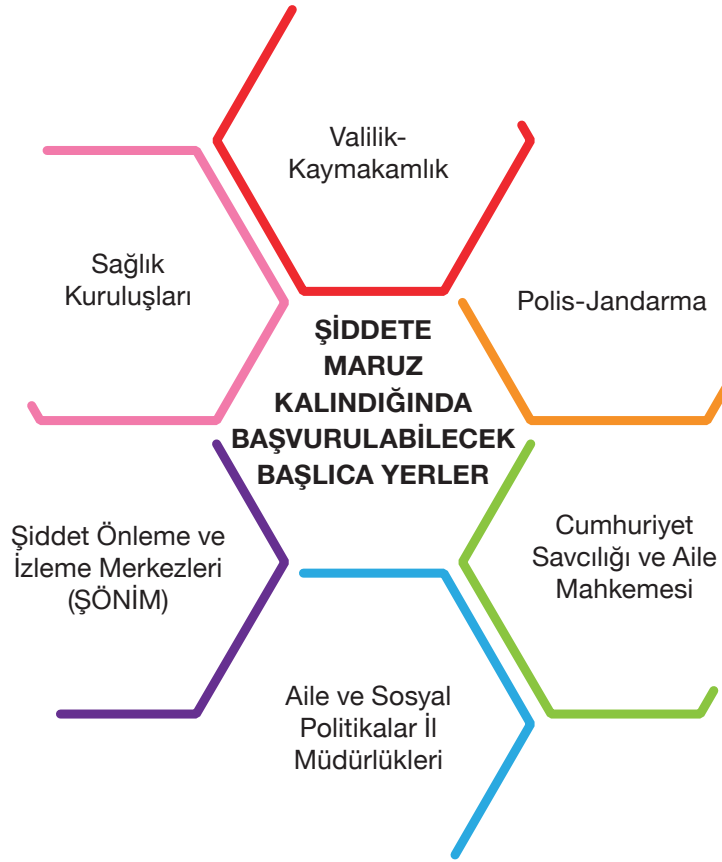 Valilik-
Kaymakamlık
Sağlık
Kuruluşları
Polis-Jandarma
ŞİDDETE
MARUZ
KALINDIĞINDA
BAŞVURULABİLECEK
BAŞLICA YERLER
Şiddet Önleme ve
İzleme Merkezleri
(ŞÖNİM)
Cumhuriyet
Savcılığı ve Aile
Mahkemesi
Aile ve Sosyal
Politikalar İl
Müdürlükleri